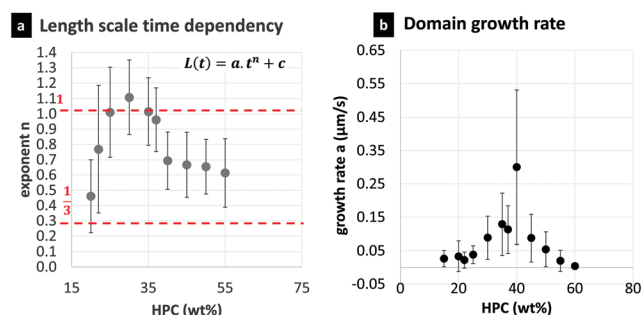 a Length scale time dependency
L(t) = a.tⁿ + c
1.4
1.3
1.2
1.1
1.0
0.9
0.8
0.7
0.6
0.5
0.4
0.3
0.2
0.1
0.0
1
1/3
exponent n
15 35 55 75
HPC (wt%)
b Domain growth rate
0.65
0.55
0.45
0.35
0.25
0.15
0.05
-0.05
growth rate a (μm/s)
0 20 40 60 80
HPC (wt%)